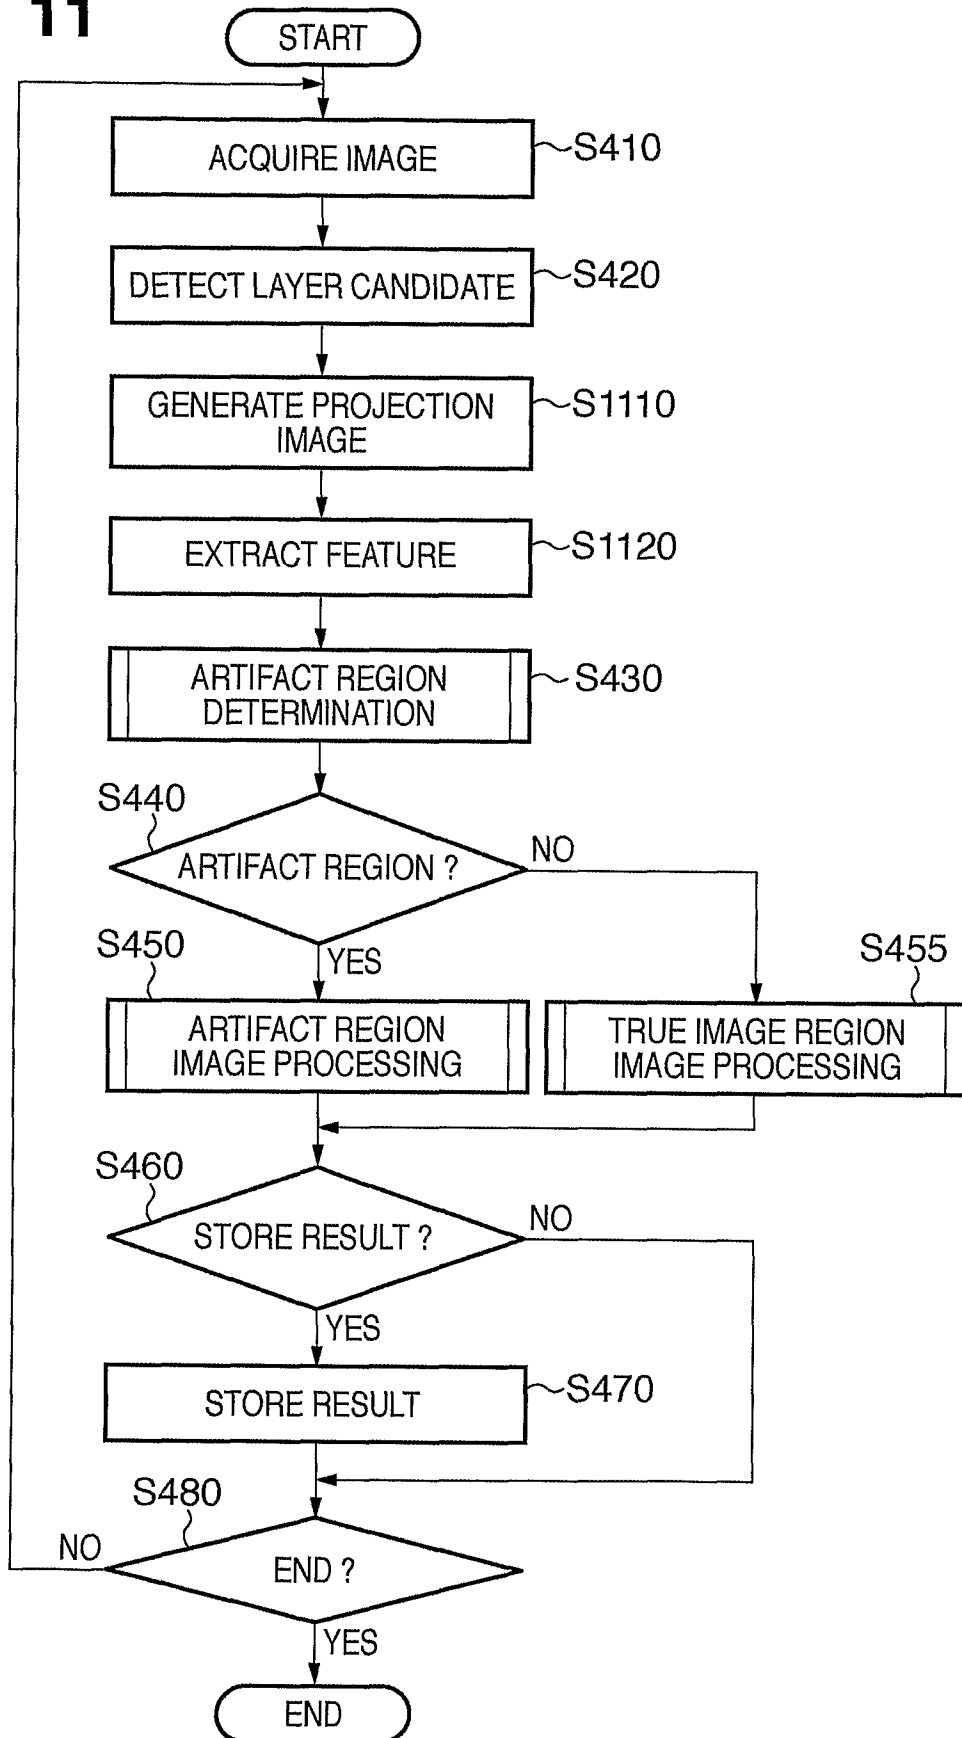 11
START
ACQUIRE IMAGE
S410
DETECT LAYER CANDIDATE
S420
GENERATE PROJECTION
IMAGE
S1110
EXTRACT FEATURE
S1120
ARTIFACT REGION
DETERMINATION
S430
S440
ARTIFACT REGION ?
NO
YES
S450
ARTIFACT REGION
IMAGE PROCESSING
S455
TRUE IMAGE REGION
IMAGE PROCESSING
S460
STORE RESULT ?
NO
YES
STORE RESULT
S470
S480
NO
END ?
YES
END